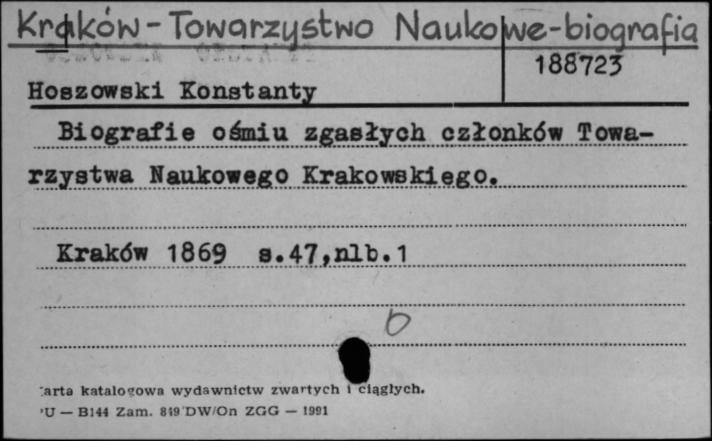 Kraków - Towarzystwo Naukowe - biografia
188723
Hoszowski Konstanty
Biografie ośmiu zgasłych członków Towa-
rzystwa Naukowego Krakowskiego.
Kraków 1869 s.47,nlb.1
b
arta katalogowa wydawnictw zwartych i ciągłych.
U — B144 Zam. 849 DW/On ZGG — 1991